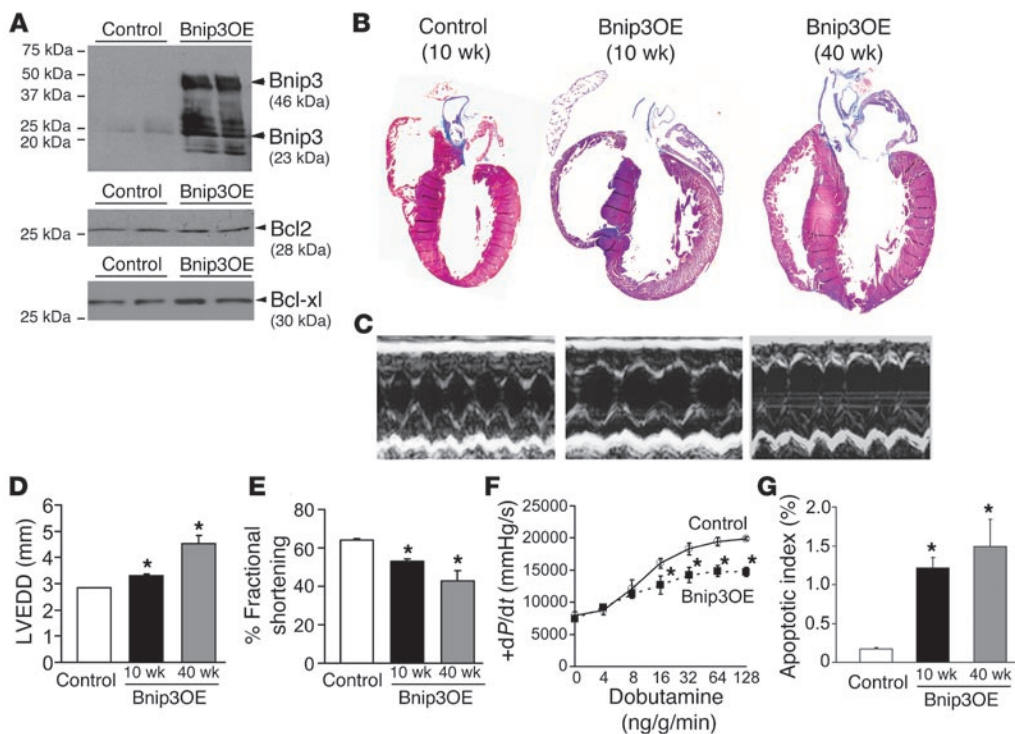 A
Control
Bnip3OE
75 kDa
50 kDa
37 kDa
25 kDa
20 kDa
Bnip3
(46 kDa)
Bnip3
(23 kDa)
Control
Bnip3OE
25 kDa
Bcl2
(28 kDa)
Control
Bnip3OE
25 kDa
Bcl-xl
(30 kDa)
B
Control
(10 wk)
Bnip3OE
(10 wk)
Bnip3OE
(40 wk)
C
D
LVEDD (mm)
6
5
4
3
2
1
0
*
*
Control
10 wk
40 wk
Bnip3OE
E
% Fractional
shortening
80
60
40
20
0
*
*
Control
10 wk
40 wk
Bnip3OE
F
+dP/dt (mmHg/s)
25000
20000
15000
10000
5000
0
Control
* * * *
Bnip3OE
0 4 8 16 32 64 128
Dobutamine
(ng/g/min)
G
Apoptotic index (%)
2.0
1.5
1.0
0.5
0.0
*
*
Control
10 wk
40 wk
Bnip3OE